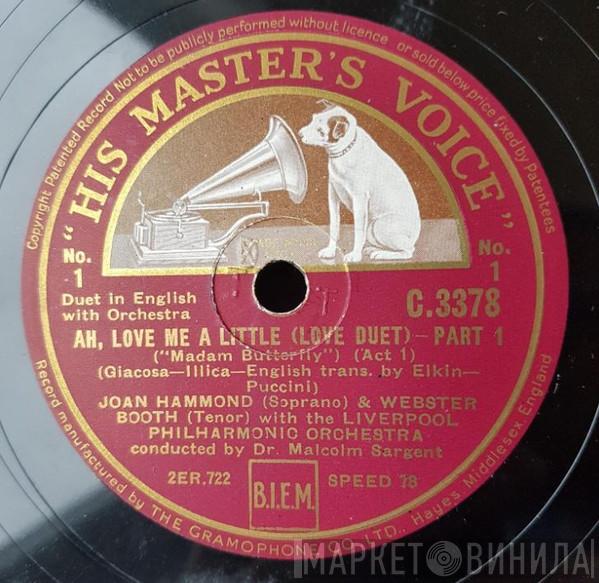 Copyright Patented Record Not to be publicly performed without licence or sold below price fixed by Patentees
"HIS MASTER'S VOICE"
No. 1
No. 1
Duet in English
with Orchestra
C.3378
AH, LOVE ME A LITTLE (LOVE DUET)—PART 1
("Madam Butterfly") (Act 1)
(Giacosa—Illica—English trans. by Elkin—
Puccini)
JOAN HAMMOND (Soprano) & WEBSTER
BOOTH (Tenor) with the LIVERPOOL
PHILHARMONIC ORCHESTRA
conducted by Dr. Malcolm Sargent
2ER.722
B.I.E.M.
SPEED 78
Record manufactured by THE GRAMOPHONE CO. LTD., Hayes, Middlesex, England
МАРКЕТ ВИНИЛА